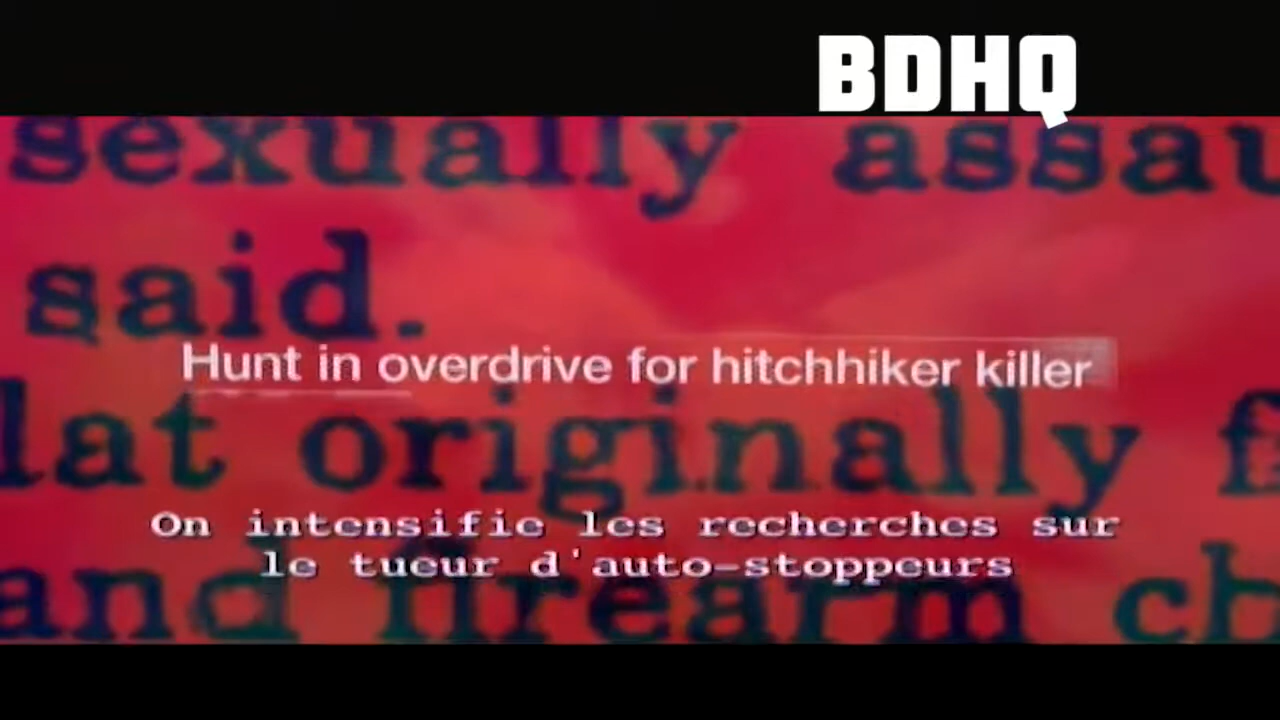 BDHQ
sexually assau
said.
Hunt in overdrive for hitchhiker killer
lat originally f
On intensifie les recherches sur
le tueur d'auto-stoppeurs
and firearm ch